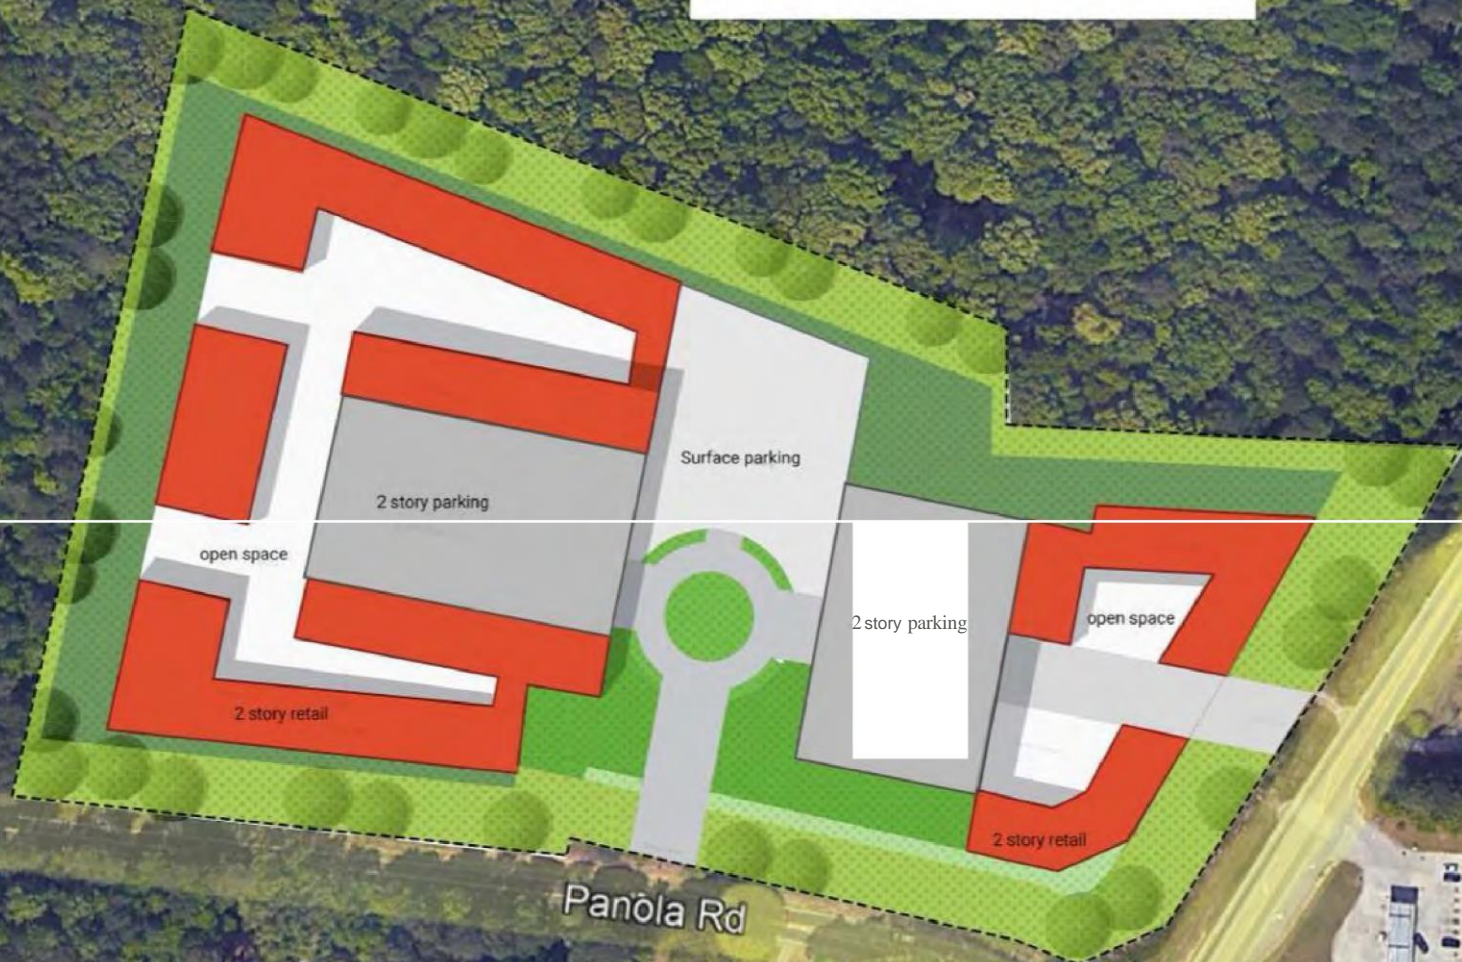 Surface parking
2 story parking
open space
2 story parking
open space
2 story retail
2 story retail
Panola Rd